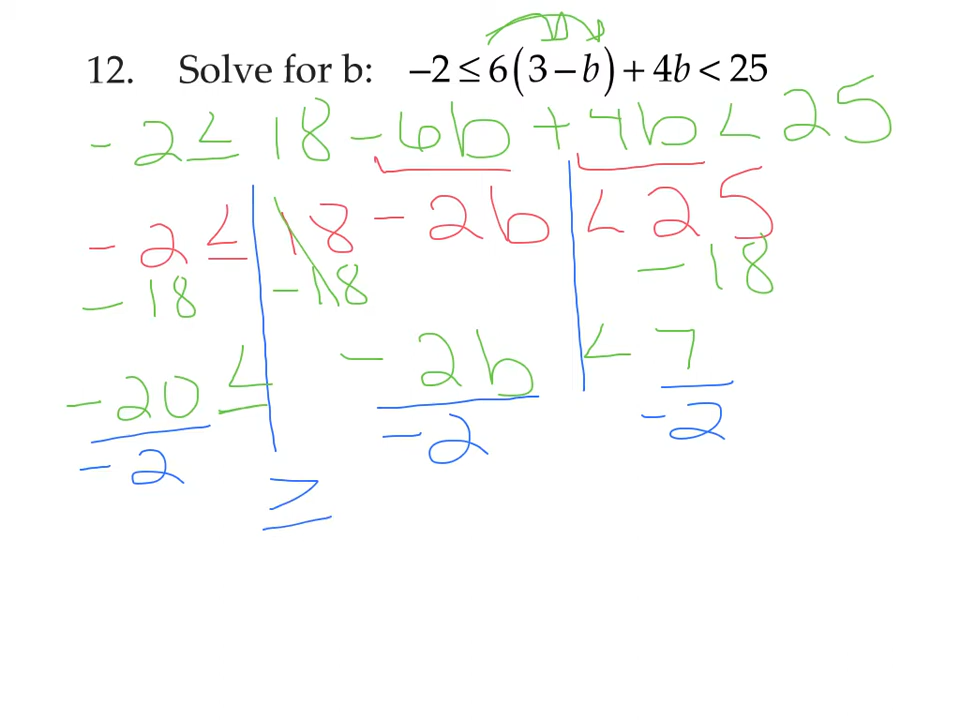 12. Solve for b: −2 ≤ 6(3 − b) + 4b < 25
-2 ≤ 18 - 6b + 4b < 25
-2 ≤ 18 - 2b < 25
-18 -18 -18
-20 ≤ -2b < 7
-2 -2 -2
≥